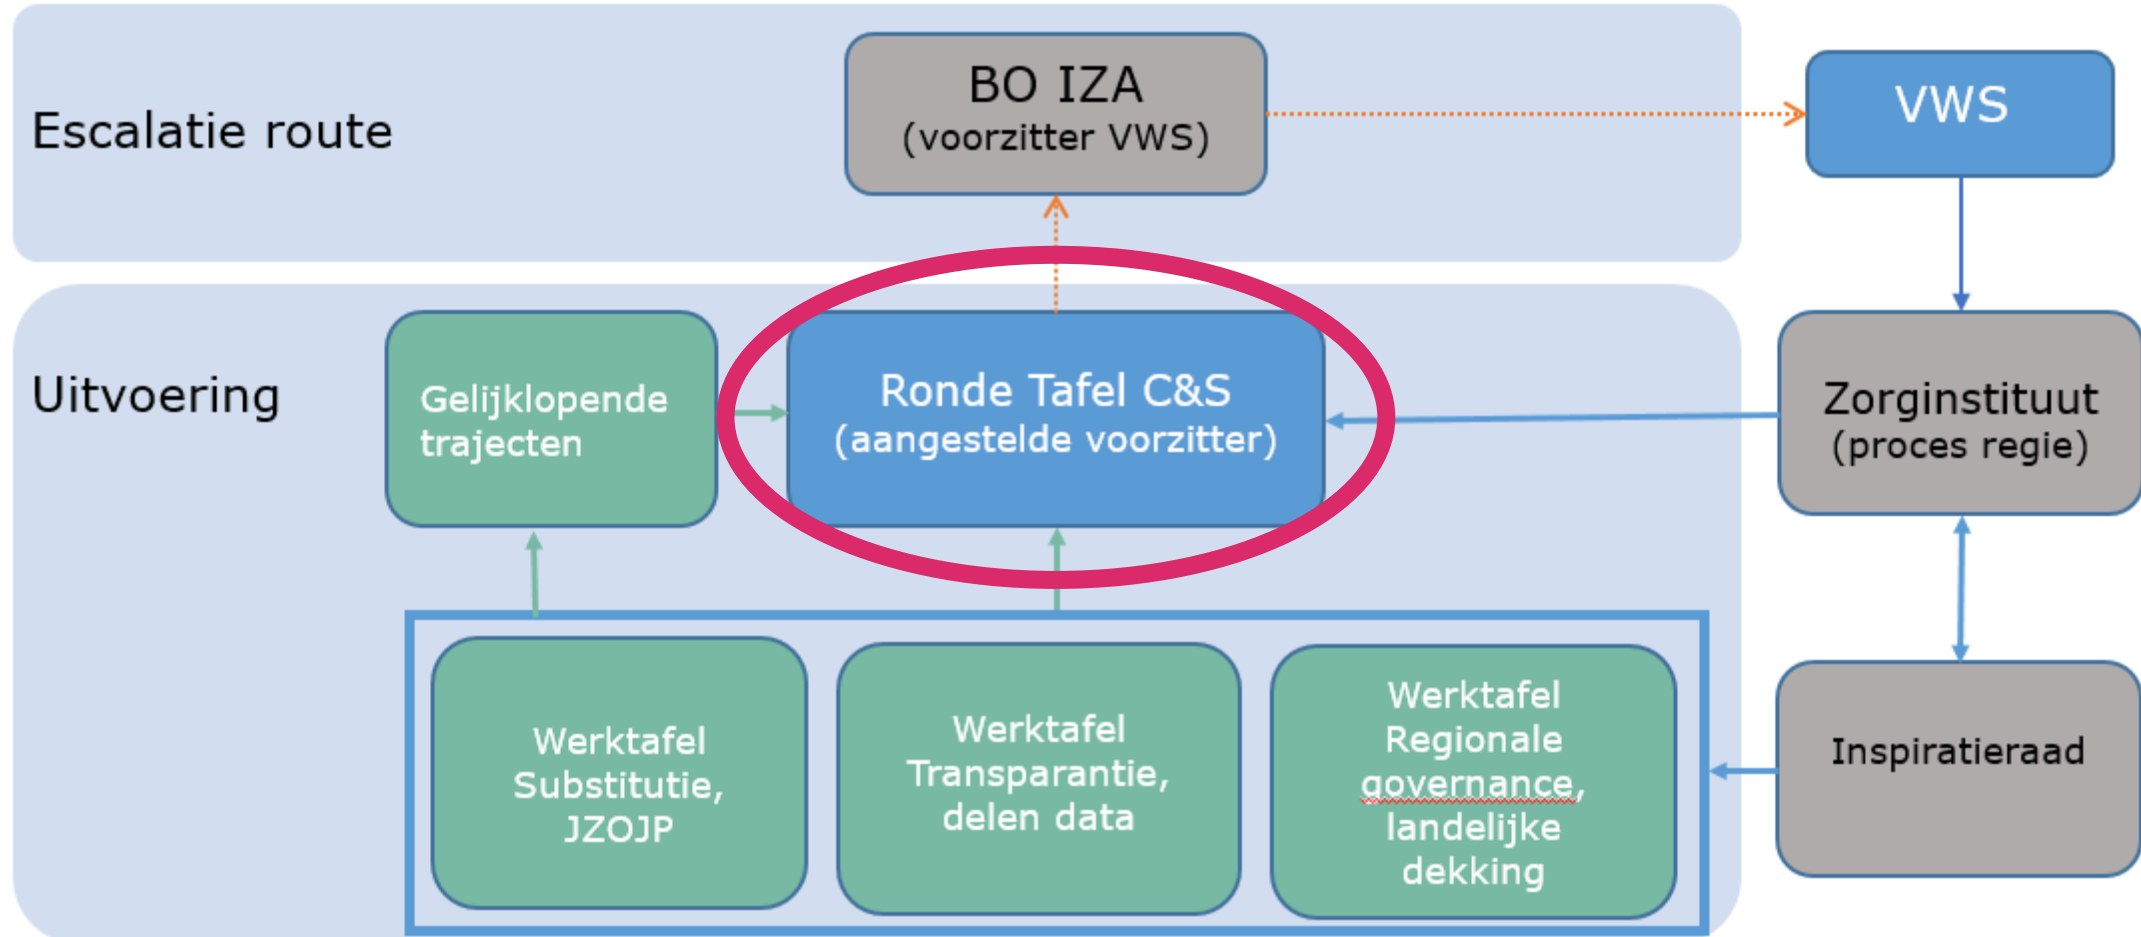 Escalatie route
BO IZA
(voorzitter VWS)
VWS
Uitvoering
Gelijklopende
trajecten
Ronde Tafel C&S
(aangestelde voorzitter)
Zorginstituut
(proces regie)
Werktafel
Substitutie,
JZOJP
Werktafel
Transparantie,
delen data
Werktafel
Regionale
governance,
landelijke
dekking
Inspiratieraad